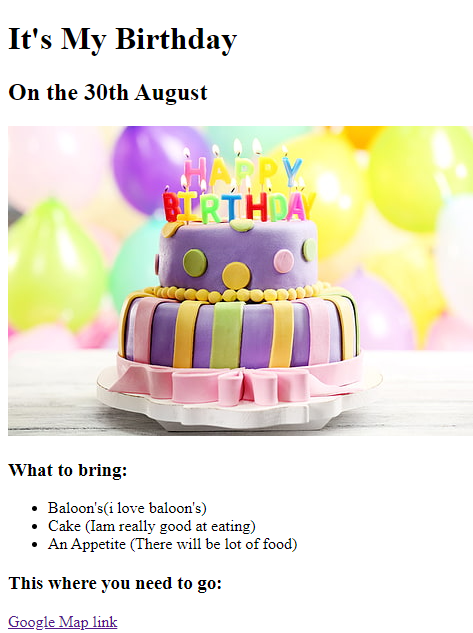 It's My Birthday
On the 30th August
HAPPY
BIRTHDAY
What to bring:
Baloon's(i love baloon's)
Cake (Iam really good at eating)
An Appetite (There will be lot of food)
This where you need to go:
Google Map link